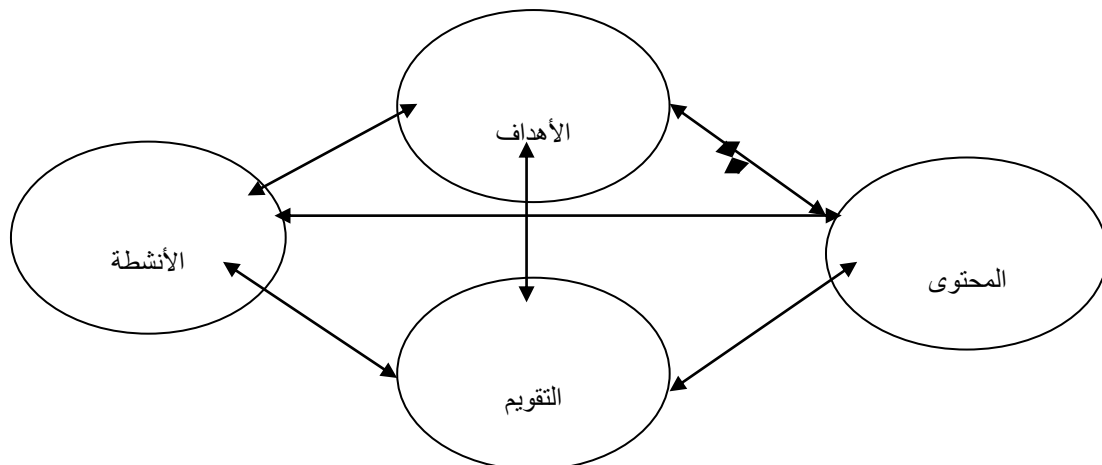 الأهداف
المحتوى
الأنشطة
التقويم